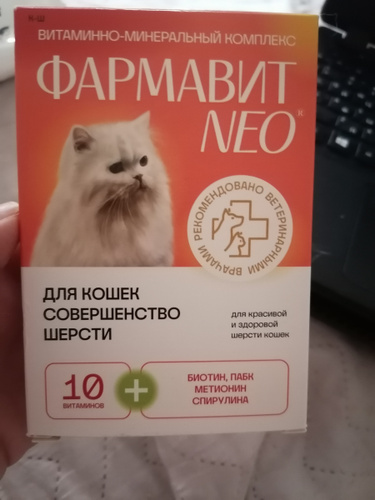 К-Ш
ВИТАМИННО-МИНЕРАЛЬНЫЙ КОМПЛЕКС
ФАРМАВИТ
NEO
РЕКОМЕНДОВАНО ВЕТЕРИНАРНЫМИ ВРАЧАМИ
ДЛЯ КОШЕК
СОВЕРШЕНСТВО
ШЕРСТИ
для красивой
и здоровой
шерсти кошек
10
ВИТАМИНОВ
+
БИОТИН, ПАБК
МЕТИОНИН
СПИРУЛИНА